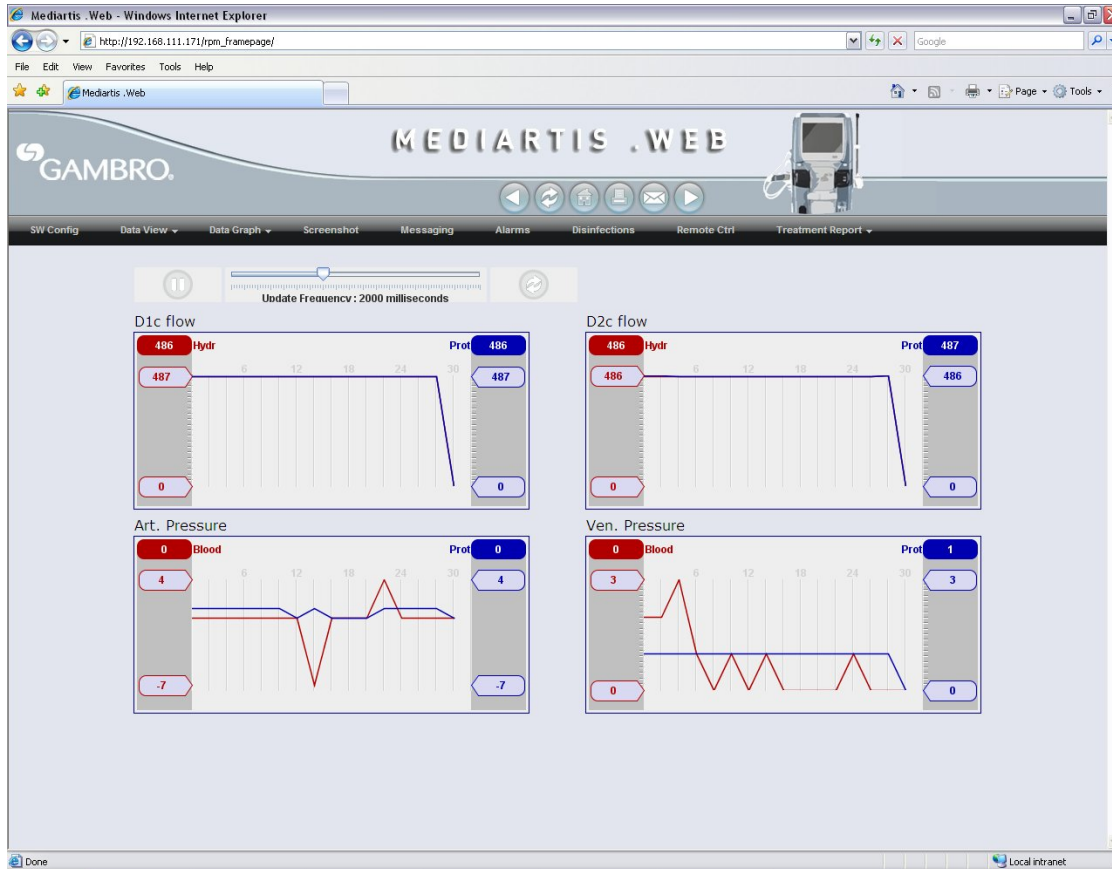 Mediartis .Web - Windows Internet Explorer
http://192.168.111.171/rpm_framepage/
Google
File Edit View Favorites Tools Help
Mediartis .Web
Page Tools
GAMBRO®
MEDIARTIS .WEB
SW Config Data View Data Graph Screenshot Messaging Alarms Disinfections Remote Ctrl Treatment Report
Update Frequency : 2000 milliseconds
D1c flow
486 Hydr Prot 486
6 12 18 24 30
487 487
0 0
D2c flow
486 Hydr Prot 487
6 12 18 24 30
486 486
0 0
Art. Pressure
0 Blood Prot 0
6 12 18 24 30
4 4
-7 -7
Ven. Pressure
0 Blood Prot 1
6 12 18 24 30
3 3
0 0
Done
Local intranet